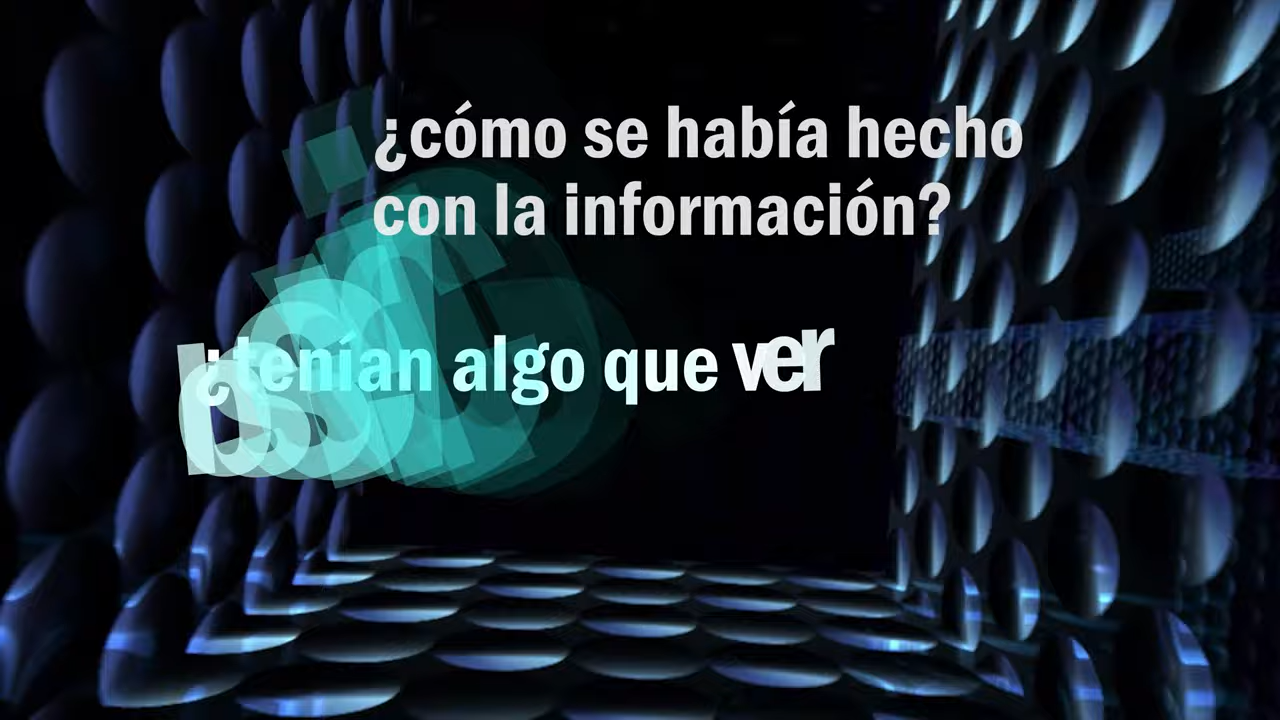 ¿cómo se había hecho
con la información?
¿tenían algo que ver